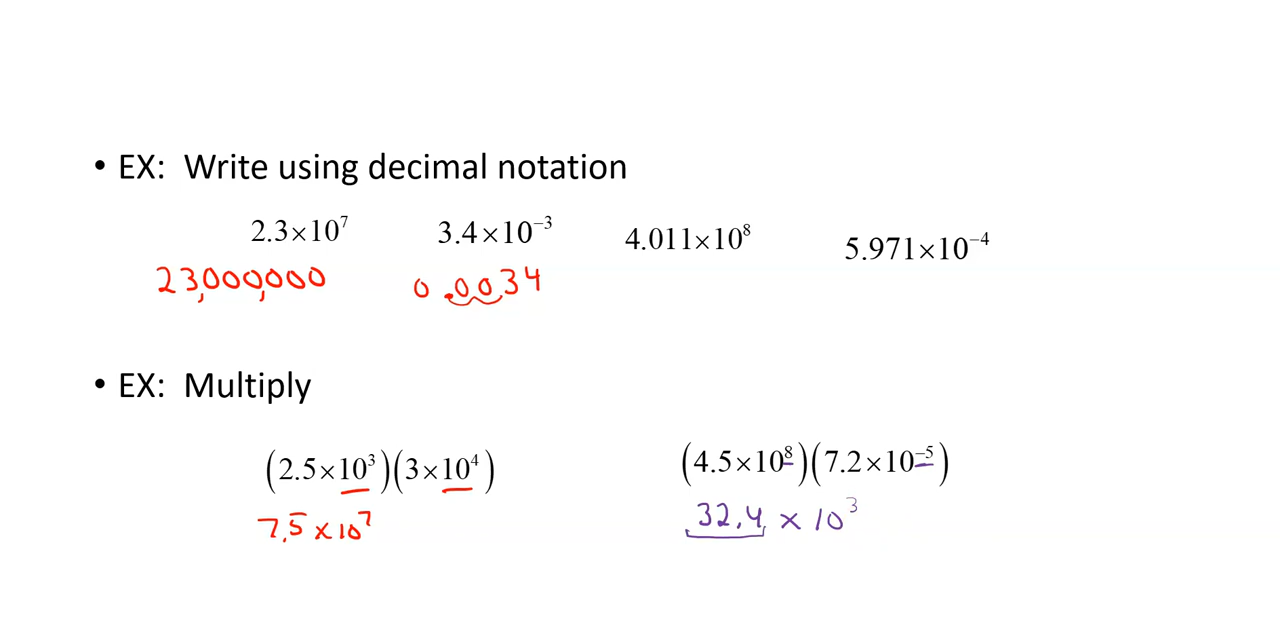 • EX: Write using decimal notation
2.3×10⁷ 3.4×10⁻³ 4.011×10⁸ 5.971×10⁻⁴
23,000,000 0.0034
• EX: Multiply
(2.5×10³)(3×10⁴) (4.5×10⁸)(7.2×10⁻⁵)
7.5×10⁷ 32.4×10³